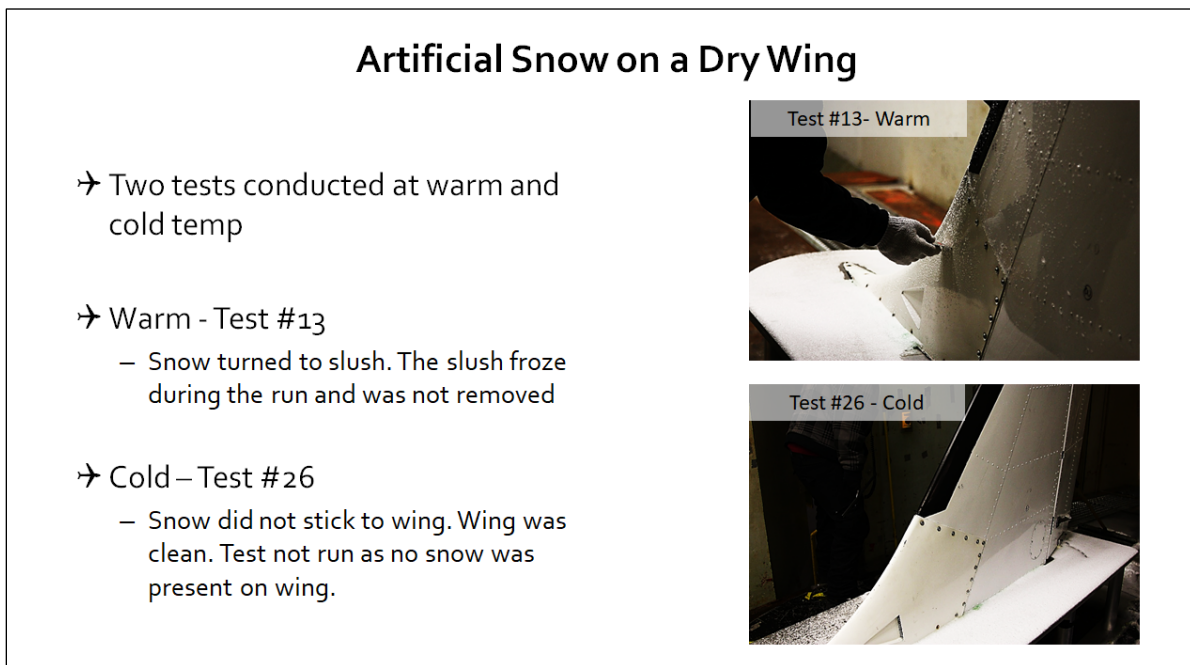 Artificial Snow on a Dry Wing
Two tests conducted at warm and
cold temp
Warm - Test #13
– Snow turned to slush. The slush froze
during the run and was not removed
Cold – Test #26
– Snow did not stick to wing. Wing was
clean. Test not run as no snow was
present on wing.
Test #13- Warm
Test #26 - Cold